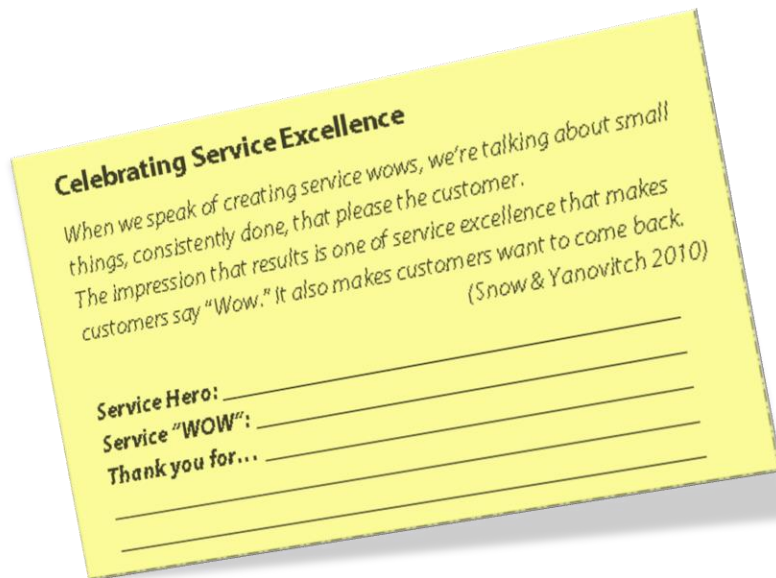 Celebrating Service Excellence
When we speak of creating service wows, we're talking about small
things, consistently done, that please the customer.
The impression that results is one of service excellence that makes
customers say "Wow." It also makes customers want to come back.
(Snow & Yanovitch 2010)
Service Hero:
Service "WOW":
Thank you for...